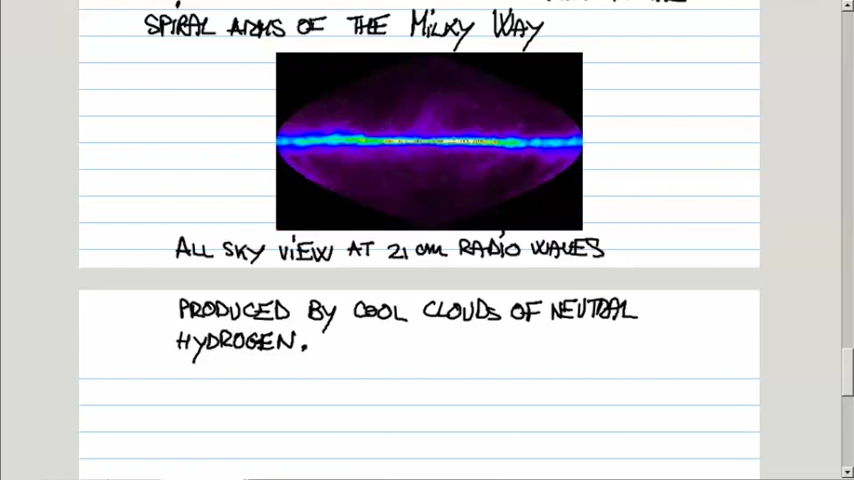 SPIRAL ARMS OF THE MILKY WAY
ALL SKY VIEW AT 21 cm RADIO WAVES
PRODUCED BY COOL CLOUDS OF NEUTRAL
HYDROGEN.